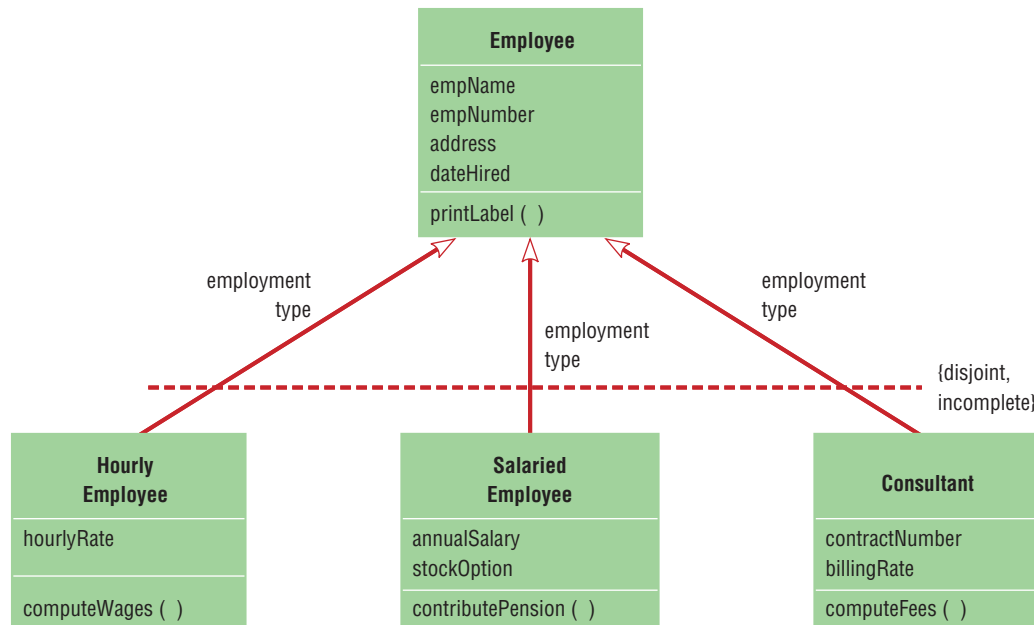 Employee
empName
empNumber
address
dateHired
printLabel ( )
employment
type
employment
type
employment
type
{disjoint,
incomplete}
Hourly
Employee
hourlyRate
computeWages ( )
Salaried
Employee
annualSalary
stockOption
contributePension ( )
Consultant
contractNumber
billingRate
computeFees ( )